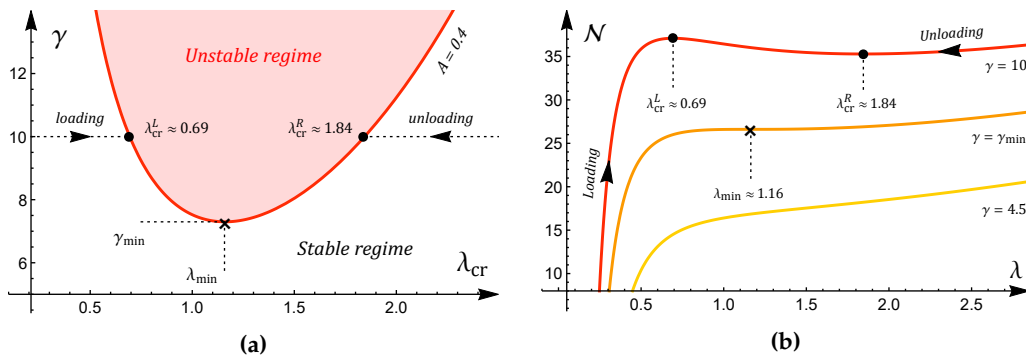 γ
Unstable regime
A = 0.4
12
10
8
6
loading
λ_cr^L ≈ 0.69
λ_cr^R ≈ 1.84
unloading
γ_min
λ_min
Stable regime
λ_cr
0.5
1.0
1.5
2.0
(a)
𝒩
35
30
25
20
15
10
Unloading
γ = 10
λ_cr^L ≈ 0.69
λ_cr^R ≈ 1.84
Loading
γ = γ_min
λ_min ≈ 1.16
γ = 4.5
λ
0.0
0.5
1.0
1.5
2.0
2.5
(b)